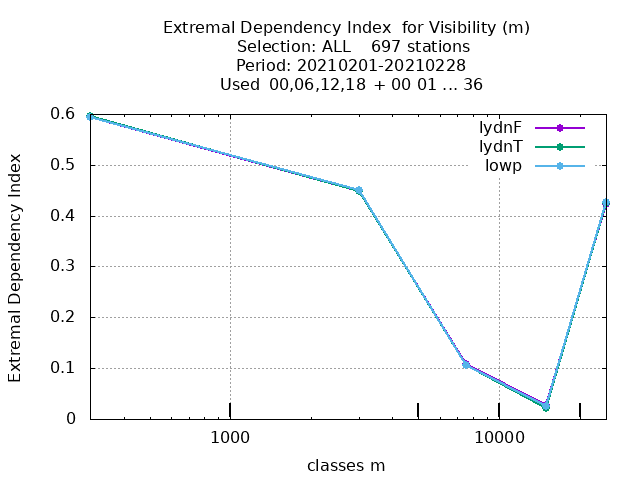 Extremal Dependency Index  for Visibility (m)
Selection: ALL    697 stations
Period: 20210201-20210228
Used  00,06,12,18  + 00 01 ... 36
lydnF
lydnT
lowp
0.6
0.5
0.4
0.3
0.2
0.1
0
Extremal Dependency Index
1000
10000
classes m